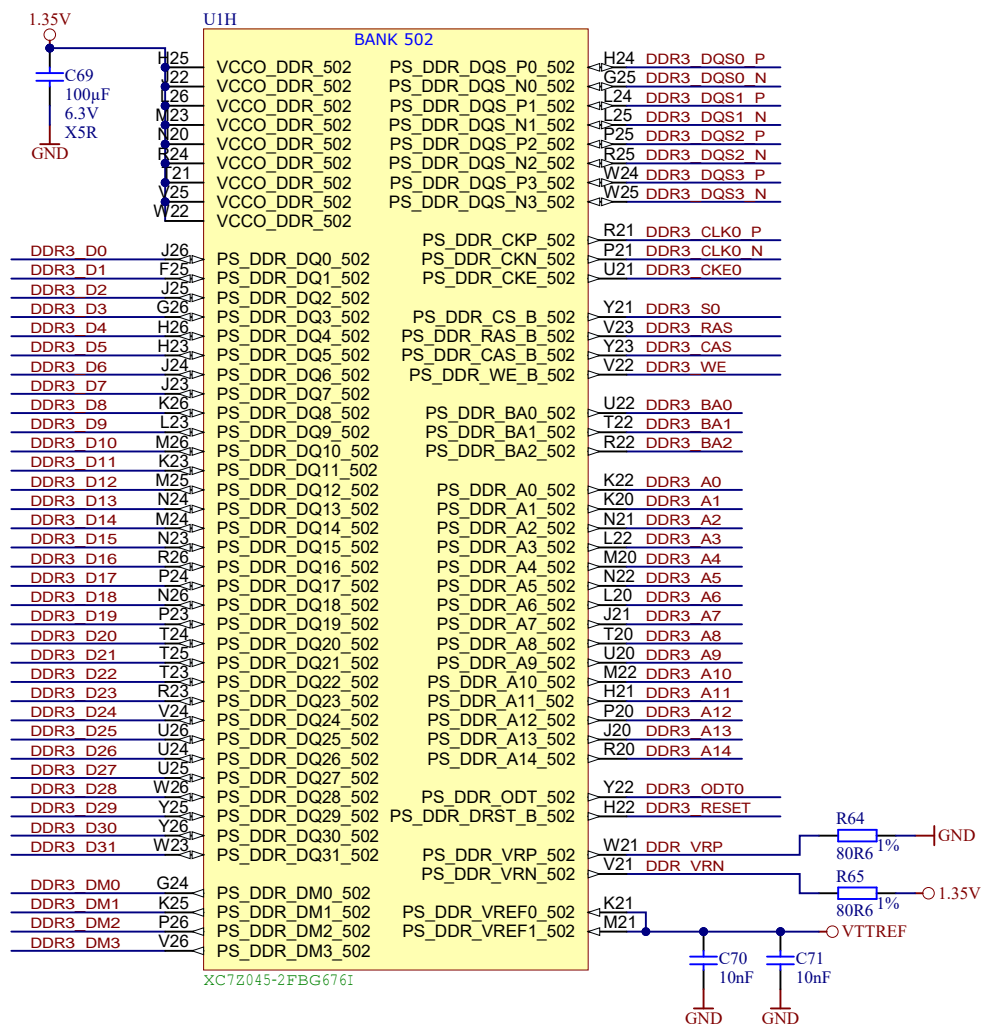 1.35V
U1H
BANK 502
C69
100µF
6.3V
X5R
GND
H25 VCCO_DDR_502
J22 VCCO_DDR_502
L26 VCCO_DDR_502
M23 VCCO_DDR_502
N20 VCCO_DDR_502
R24 VCCO_DDR_502
T21 VCCO_DDR_502
V25 VCCO_DDR_502
W22 VCCO_DDR_502
DDR3_D0 J26 PS_DDR_DQ0_502
DDR3_D1 F25 PS_DDR_DQ1_502
DDR3_D2 J25 PS_DDR_DQ2_502
DDR3_D3 G26 PS_DDR_DQ3_502
DDR3_D4 H26 PS_DDR_DQ4_502
DDR3_D5 H23 PS_DDR_DQ5_502
DDR3_D6 J24 PS_DDR_DQ6_502
DDR3_D7 J23 PS_DDR_DQ7_502
DDR3_D8 K26 PS_DDR_DQ8_502
DDR3_D9 L23 PS_DDR_DQ9_502
DDR3_D10 M26 PS_DDR_DQ10_502
DDR3_D11 K23 PS_DDR_DQ11_502
DDR3_D12 M25 PS_DDR_DQ12_502
DDR3_D13 N24 PS_DDR_DQ13_502
DDR3_D14 M24 PS_DDR_DQ14_502
DDR3_D15 N23 PS_DDR_DQ15_502
DDR3_D16 R26 PS_DDR_DQ16_502
DDR3_D17 P24 PS_DDR_DQ17_502
DDR3_D18 N26 PS_DDR_DQ18_502
DDR3_D19 P23 PS_DDR_DQ19_502
DDR3_D20 T24 PS_DDR_DQ20_502
DDR3_D21 T25 PS_DDR_DQ21_502
DDR3_D22 T23 PS_DDR_DQ22_502
DDR3_D23 R23 PS_DDR_DQ23_502
DDR3_D24 V24 PS_DDR_DQ24_502
DDR3_D25 U26 PS_DDR_DQ25_502
DDR3_D26 U24 PS_DDR_DQ26_502
DDR3_D27 U25 PS_DDR_DQ27_502
DDR3_D28 W26 PS_DDR_DQ28_502
DDR3_D29 Y25 PS_DDR_DQ29_502
DDR3_D30 Y26 PS_DDR_DQ30_502
DDR3_D31 W23 PS_DDR_DQ31_502
DDR3_DM0 G24 PS_DDR_DM0_502
DDR3_DM1 K25 PS_DDR_DM1_502
DDR3_DM2 P26 PS_DDR_DM2_502
DDR3_DM3 V26 PS_DDR_DM3_502
PS_DDR_DQS_P0_502 H24 DDR3_DQS0_P
PS_DDR_DQS_N0_502 G25 DDR3_DQS0_N
PS_DDR_DQS_P1_502 L24 DDR3_DQS1_P
PS_DDR_DQS_N1_502 L25 DDR3_DQS1_N
PS_DDR_DQS_P2_502 P25 DDR3_DQS2_P
PS_DDR_DQS_N2_502 R25 DDR3_DQS2_N
PS_DDR_DQS_P3_502 W24 DDR3_DQS3_P
PS_DDR_DQS_N3_502 W25 DDR3_DQS3_N
PS_DDR_CKP_502 R21 DDR3_CLK0_P
PS_DDR_CKN_502 P21 DDR3_CLK0_N
PS_DDR_CKE_502 U21 DDR3_CKE0
PS_DDR_CS_B_502 Y21 DDR3_S0
PS_DDR_RAS_B_502 V23 DDR3_RAS
PS_DDR_CAS_B_502 Y23 DDR3_CAS
PS_DDR_WE_B_502 V22 DDR3_WE
PS_DDR_BA0_502 U22 DDR3_BA0
PS_DDR_BA1_502 T22 DDR3_BA1
PS_DDR_BA2_502 R22 DDR3_BA2
PS_DDR_A0_502 K22 DDR3_A0
PS_DDR_A1_502 K20 DDR3_A1
PS_DDR_A2_502 N21 DDR3_A2
PS_DDR_A3_502 L22 DDR3_A3
PS_DDR_A4_502 M20 DDR3_A4
PS_DDR_A5_502 N22 DDR3_A5
PS_DDR_A6_502 L20 DDR3_A6
PS_DDR_A7_502 J21 DDR3_A7
PS_DDR_A8_502 T20 DDR3_A8
PS_DDR_A9_502 U20 DDR3_A9
PS_DDR_A10_502 M22 DDR3_A10
PS_DDR_A11_502 H21 DDR3_A11
PS_DDR_A12_502 P20 DDR3_A12
PS_DDR_A13_502 J20 DDR3_A13
PS_DDR_A14_502 R20 DDR3_A14
PS_DDR_ODT_502 Y22 DDR3_ODT0
PS_DDR_DRST_B_502 H22 DDR3_RESET
PS_DDR_VRP_502 W21 DDR_VRP
PS_DDR_VRN_502 V21 DDR_VRN
PS_DDR_VREF0_502 K21
PS_DDR_VREF1_502 M21
R64
80R6 1%
GND
R65
80R6 1%
1.35V
VTTREF
C70
10nF
GND
C71
10nF
GND
XC7Z045-2FBG676I